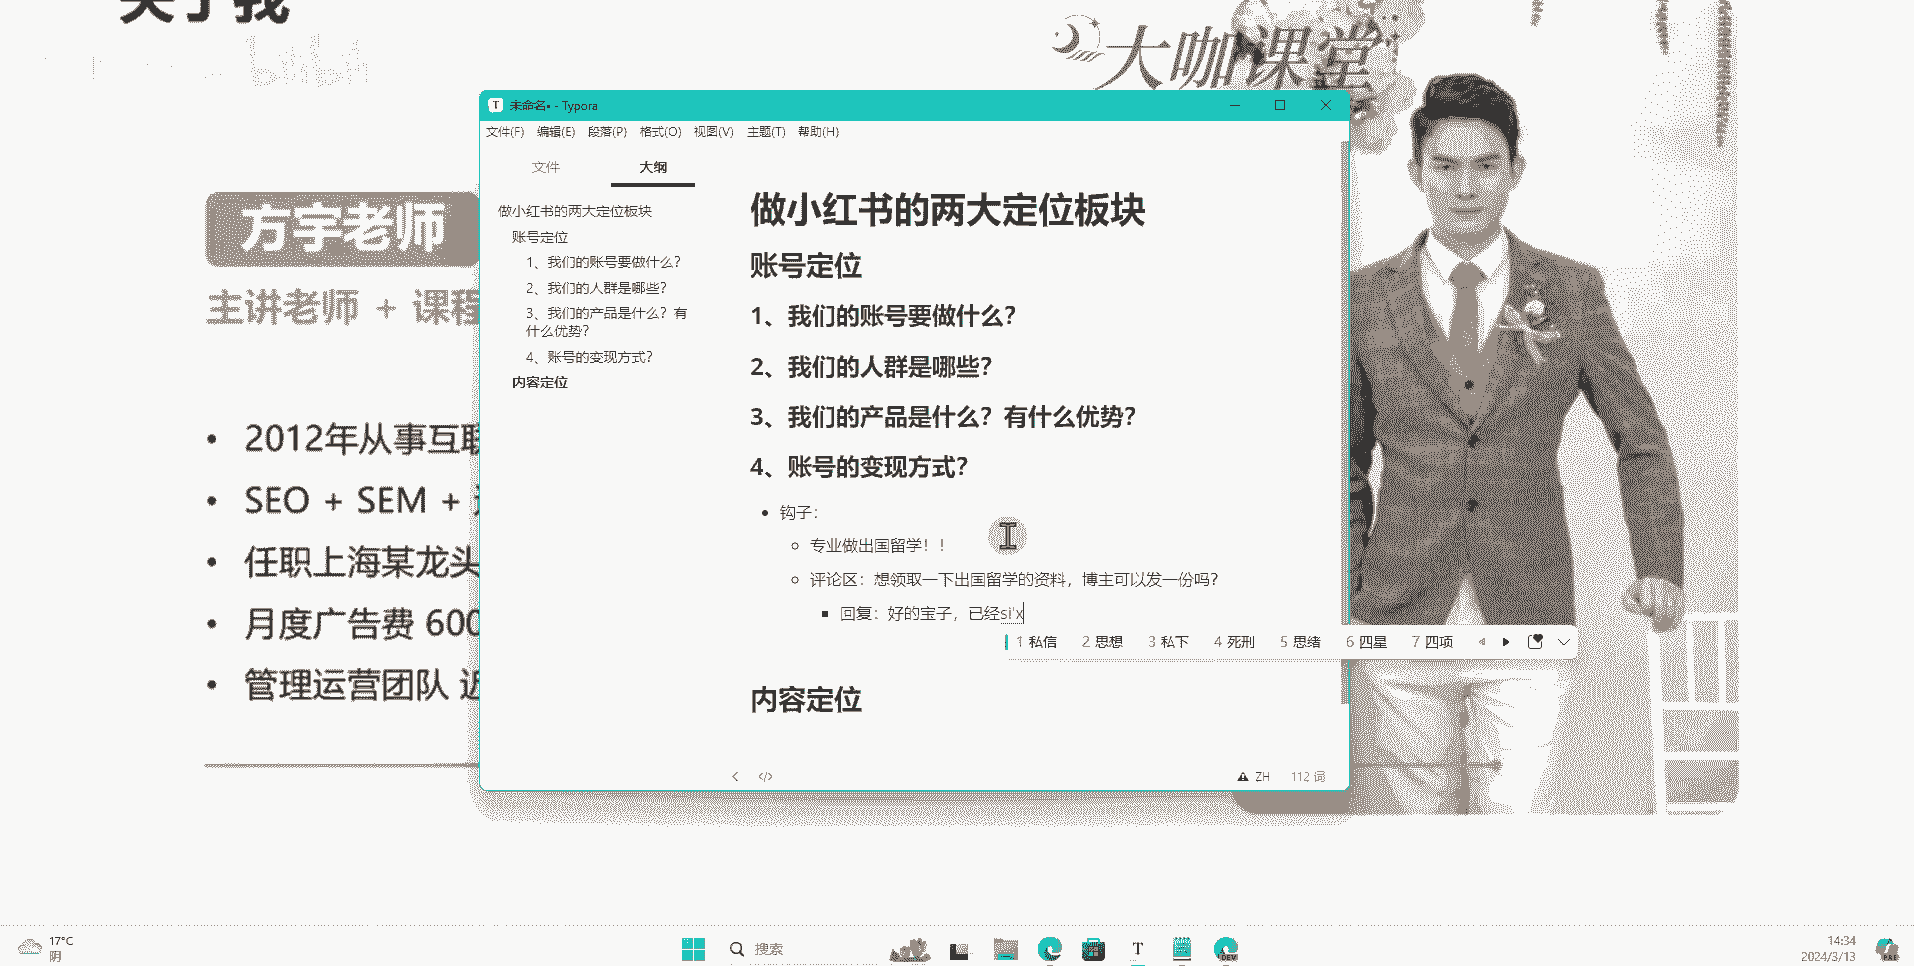 关于我
bilibili
大咖课堂
方宇老师
主讲老师 + 课程
2012年从事互联
SEO + SEM +
任职上海某龙头
月度广告费 600
管理运营团队 近
未命名• - Typora
文件(F) 编辑(E) 段落(P) 格式(O) 视图(V) 主题(T) 帮助(H)
文件 大纲
做小红书的两大定位板块
账号定位
1、我们的账号要做什么？
2、我们的人群是哪些？
3、我们的产品是什么？有
什么优势？
4、账号的变现方式？
内容定位
做小红书的两大定位板块
账号定位
1、我们的账号要做什么？
2、我们的人群是哪些？
3、我们的产品是什么？有什么优势？
4、账号的变现方式？
钩子：
专业做出国留学！！
评论区：想领取一下出国留学的资料，博主可以发一份吗？
回复：好的宝子，已经si'x
1 私信 2 思想 3 私下 4 死刑 5 思绪 6 四星 7 四项
内容定位
ZH 112 词
17°C
阴
搜索
DEV
14:34
2024/3/13